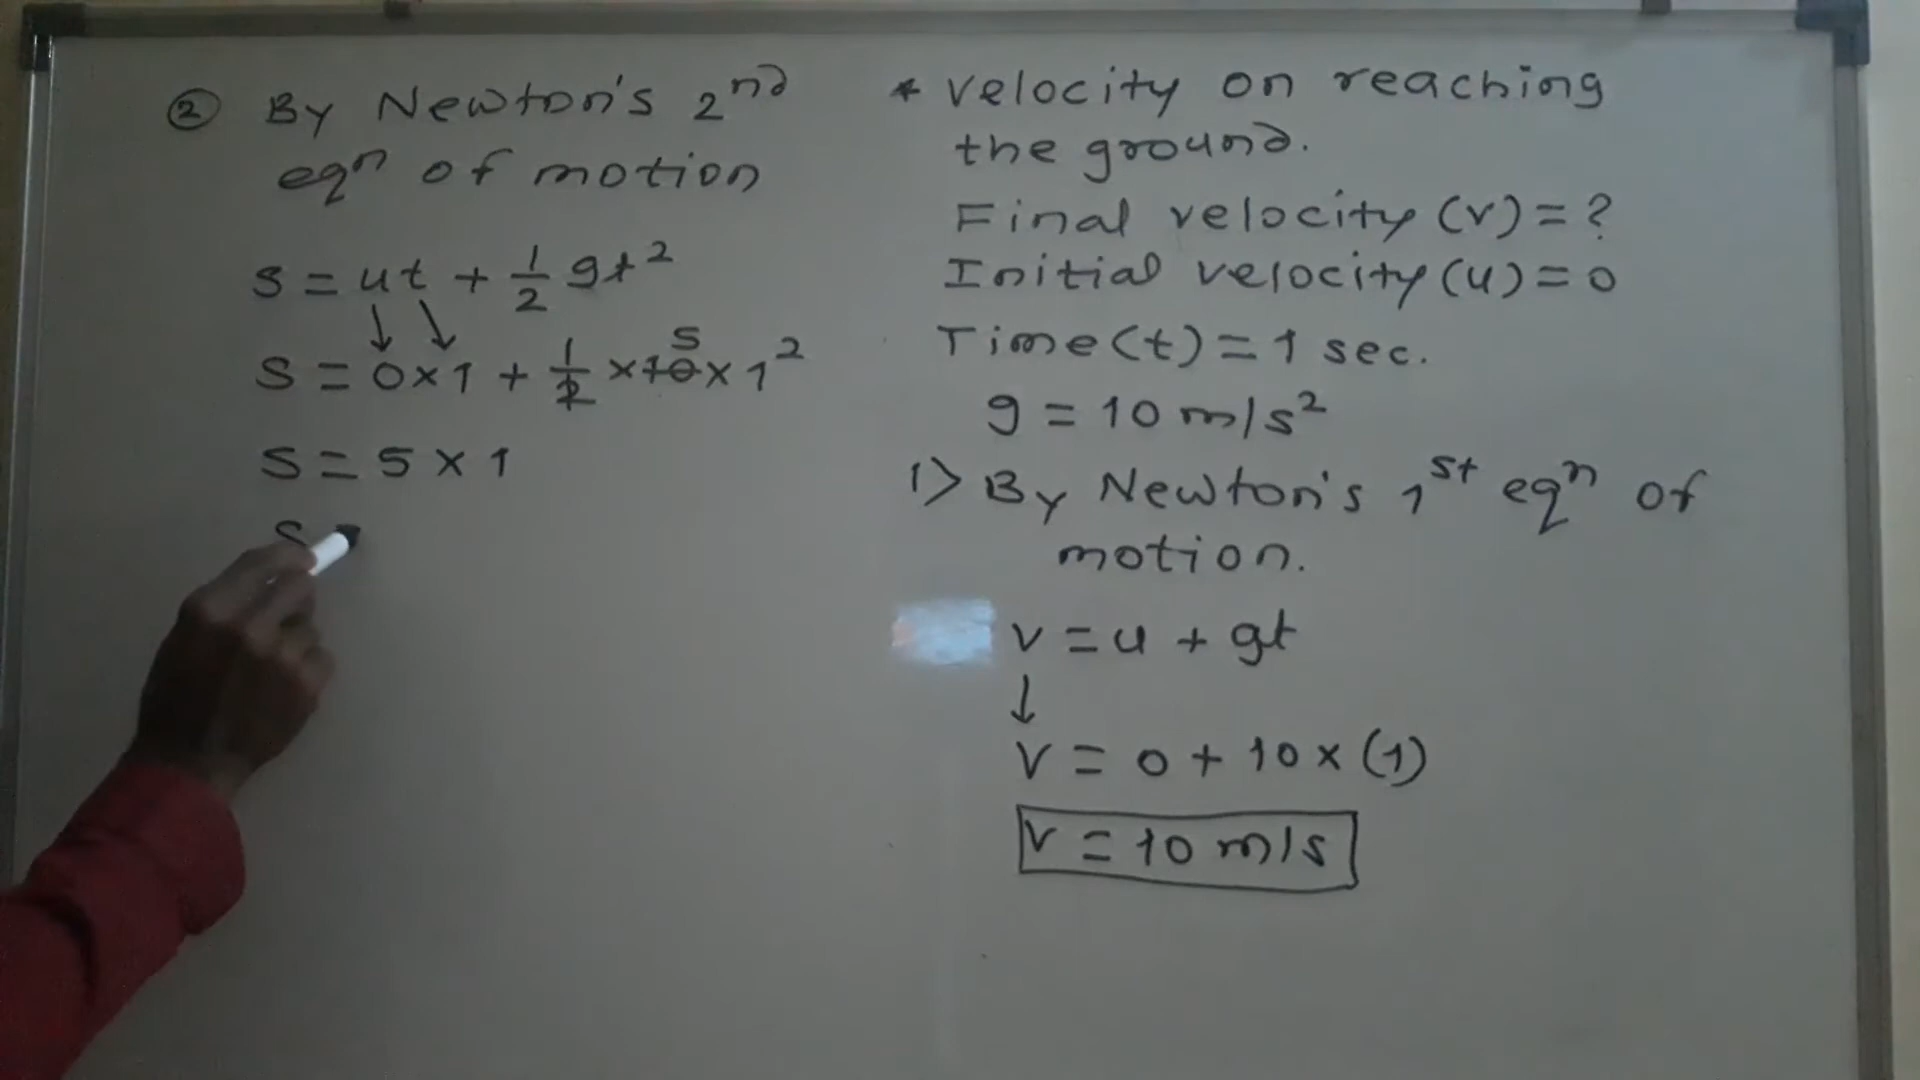 ② By Newton's 2nd
eqn of motion
S = ut + 1/2 gt²
↓ ↓
5
S = 0 × 1 + 1/2 × 10 × 1²
S = 5 × 1
S
* Velocity on reaching
the ground.
Final velocity (v) = ?
Initial velocity (u) = 0
Time (t) = 1 sec.
g = 10 m/s²
1> By Newton's 1st eqn of
motion.
v = u + gt
↓
v = 0 + 10 × (1)
v = 10 m/s